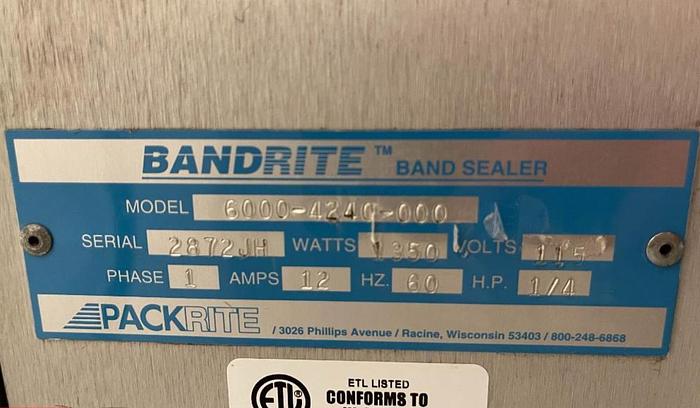 BANDRITE™ BAND SEALER
MODEL 6000-4240-000
SERIAL 2872JH WATTS 1350 VOLTS 115
PHASE 1 AMPS 12 HZ. 60 H.P. 1/4
PACKRITE / 3026 Phillips Avenue / Racine, Wisconsin 53403 / 800-248-6868
ETL ETL LISTED
CONFORMS TO